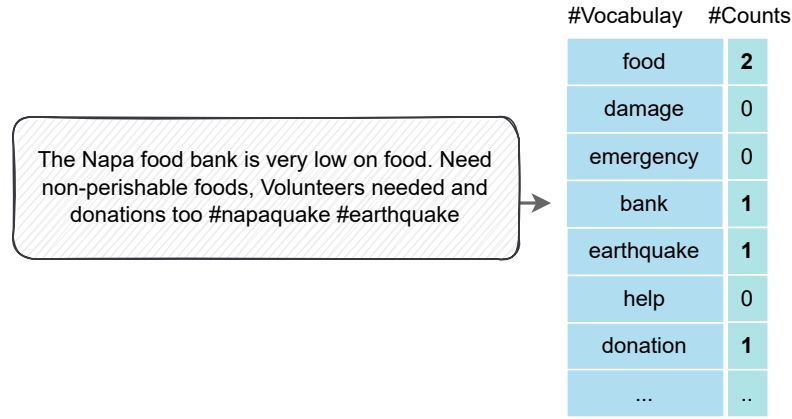 #Vocabulay #Counts
food 2
damage 0
The Napa food bank is very low on food. Need
non-perishable foods, Volunteers needed and
donations too #napaquake #earthquake
emergency 0
bank 1
earthquake 1
help 0
donation 1
... ..